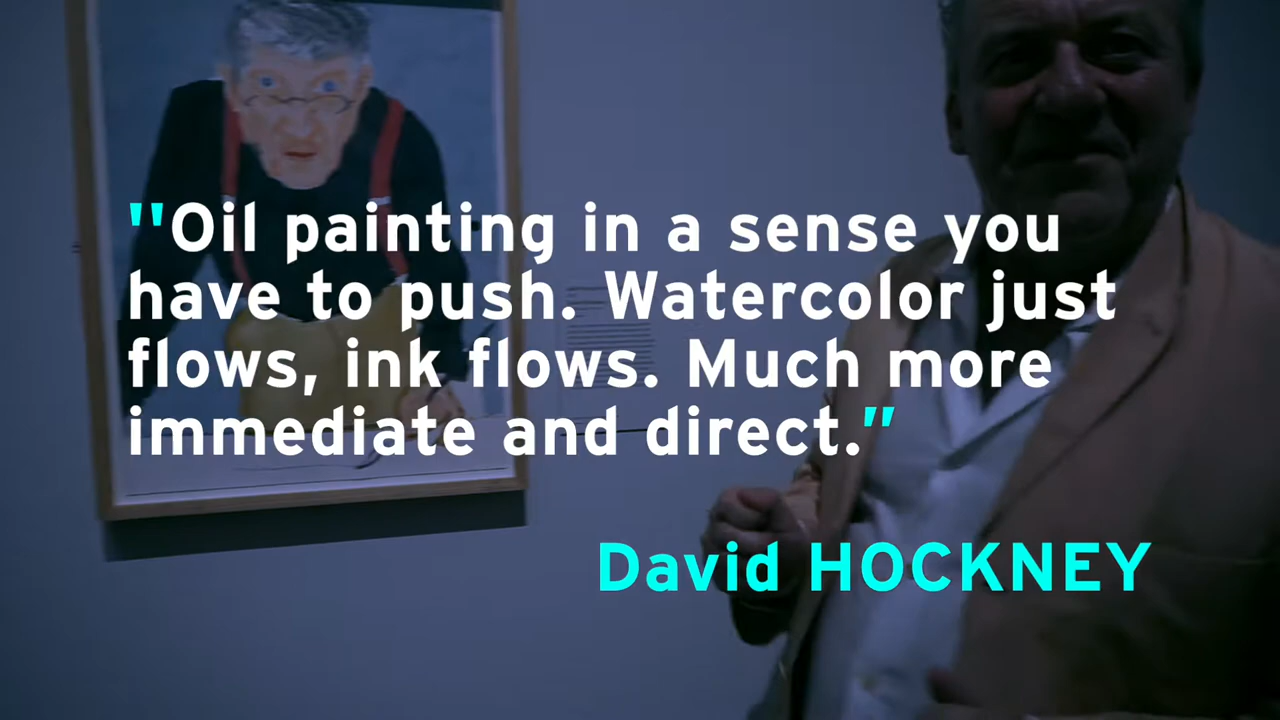 "Oil painting in a sense you
have to push. Watercolor just
flows, ink flows. Much more
immediate and direct."
David HOCKNEY